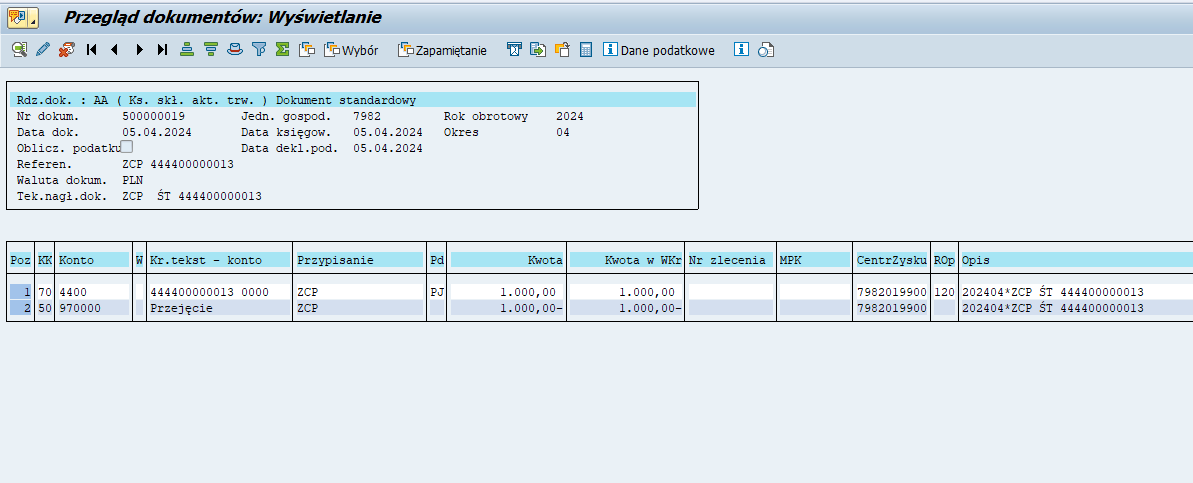 Przegląd dokumentów: Wyświetlanie
Wybór Zapamiętanie Dane podatkowe
Rdz.dok. : AA ( Ks. skł. akt. trw. ) Dokument standardowy
Nr dokum. 500000019 Jedn. gospod. 7982 Rok obrotowy 2024
Data dok. 05.04.2024 Data księgow. 05.04.2024 Okres 04
Oblicz. podatku Data dekl.pod. 05.04.2024
Referen. ZCP 444400000013
Waluta dokum. PLN
Tek.nagł.dok. ZCP ŚT 444400000013
Poz KK Konto W Kr.tekst - konto Przypisanie Pd Kwota Kwota w WKr Nr zlecenia MPK CentrZysku ROp Opis
1 70 4400 444400000013 0000 ZCP PJ 1.000,00 1.000,00 7982019900 120 202404*ZCP ŚT 444400000013
2 50 970000 Przejęcie ZCP 1.000,00- 1.000,00- 7982019900 202404*ZCP ŚT 444400000013